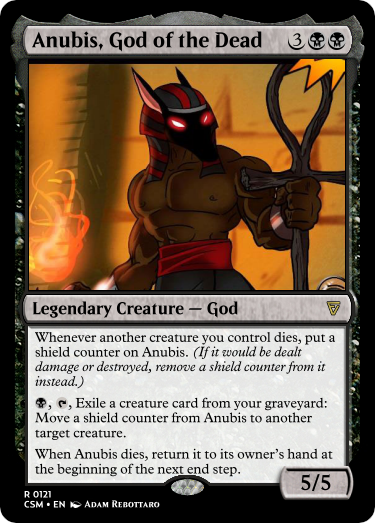 Anubis, God of the Dead 3
Legendary Creature — God
Whenever another creature you control dies, put a
shield counter on Anubis. (If it would be dealt
damage or destroyed, remove a shield counter from it
instead.)
, , Exile a creature card from your graveyard:
Move a shield counter from Anubis to another
target creature.
When Anubis dies, return it to its owner's hand at
the beginning of the next end step.
5/5
R 0121
CSM • EN Adam Rebottaro